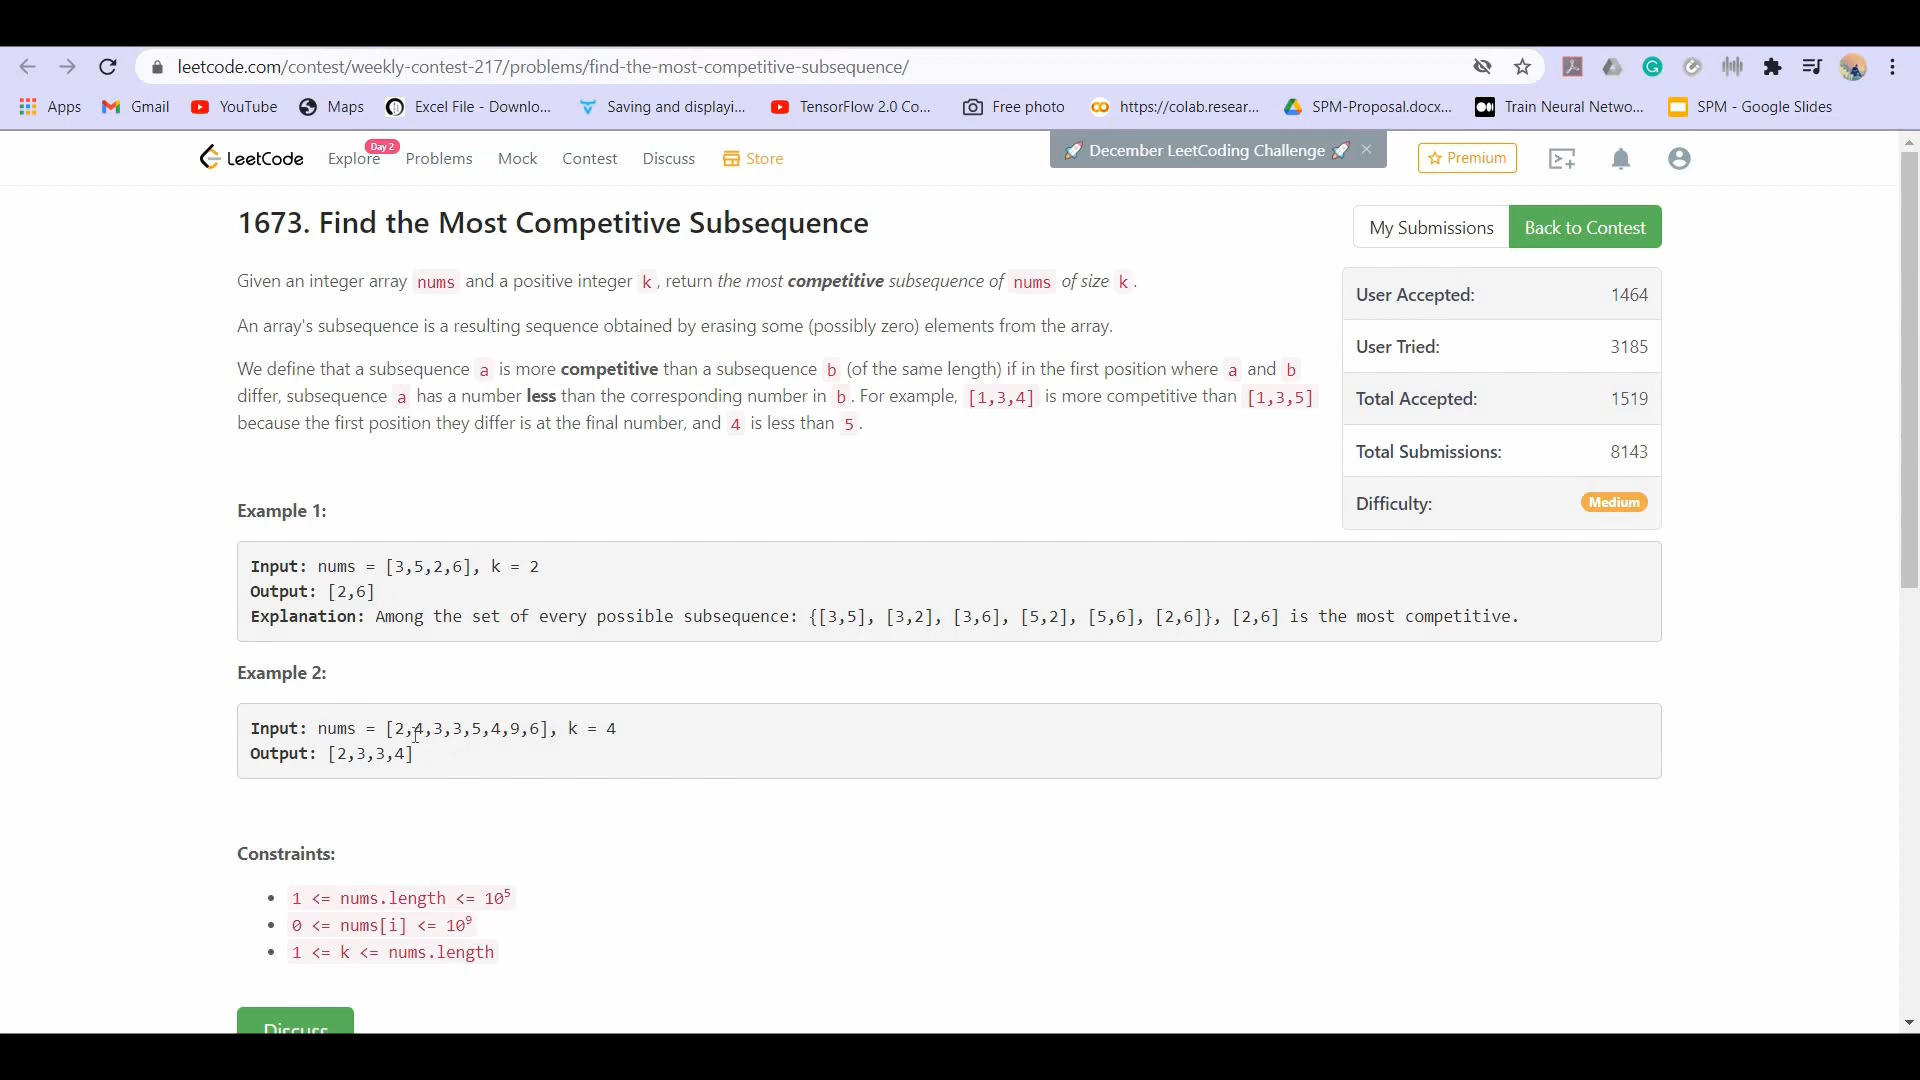 leetcode.com/contest/weekly-contest-217/problems/find-the-most-competitive-subsequence/
Apps Gmail YouTube Maps Excel File - Downlo... Saving and displayi... TensorFlow 2.0 Co... Free photo https://colab.resear... SPM-Proposal.docx... Train Neural Netwo... SPM - Google Slides
LeetCode Explore Day 2 Problems Mock Contest Discuss Store 🚀 December LeetCoding Challenge 🚀 × Premium
1673. Find the Most Competitive Subsequence
My Submissions Back to Contest
Given an integer array nums and a positive integer k, return the most competitive subsequence of nums of size k.
An array's subsequence is a resulting sequence obtained by erasing some (possibly zero) elements from the array.
We define that a subsequence a is more competitive than a subsequence b (of the same length) if in the first position where a and b
differ, subsequence a has a number less than the corresponding number in b. For example, [1,3,4] is more competitive than [1,3,5]
because the first position they differ is at the final number, and 4 is less than 5.
User Accepted: 1464
User Tried: 3185
Total Accepted: 1519
Total Submissions: 8143
Difficulty: Medium
Example 1:
Input: nums = [3,5,2,6], k = 2
Output: [2,6]
Explanation: Among the set of every possible subsequence: {[3,5], [3,2], [3,6], [5,2], [5,6], [2,6]}, [2,6] is the most competitive.
Example 2:
Input: nums = [2,4,3,3,5,4,9,6], k = 4
Output: [2,3,3,4]
Constraints:
• 1 <= nums.length <= 10⁵
• 0 <= nums[i] <= 10⁹
• 1 <= k <= nums.length
Discuss